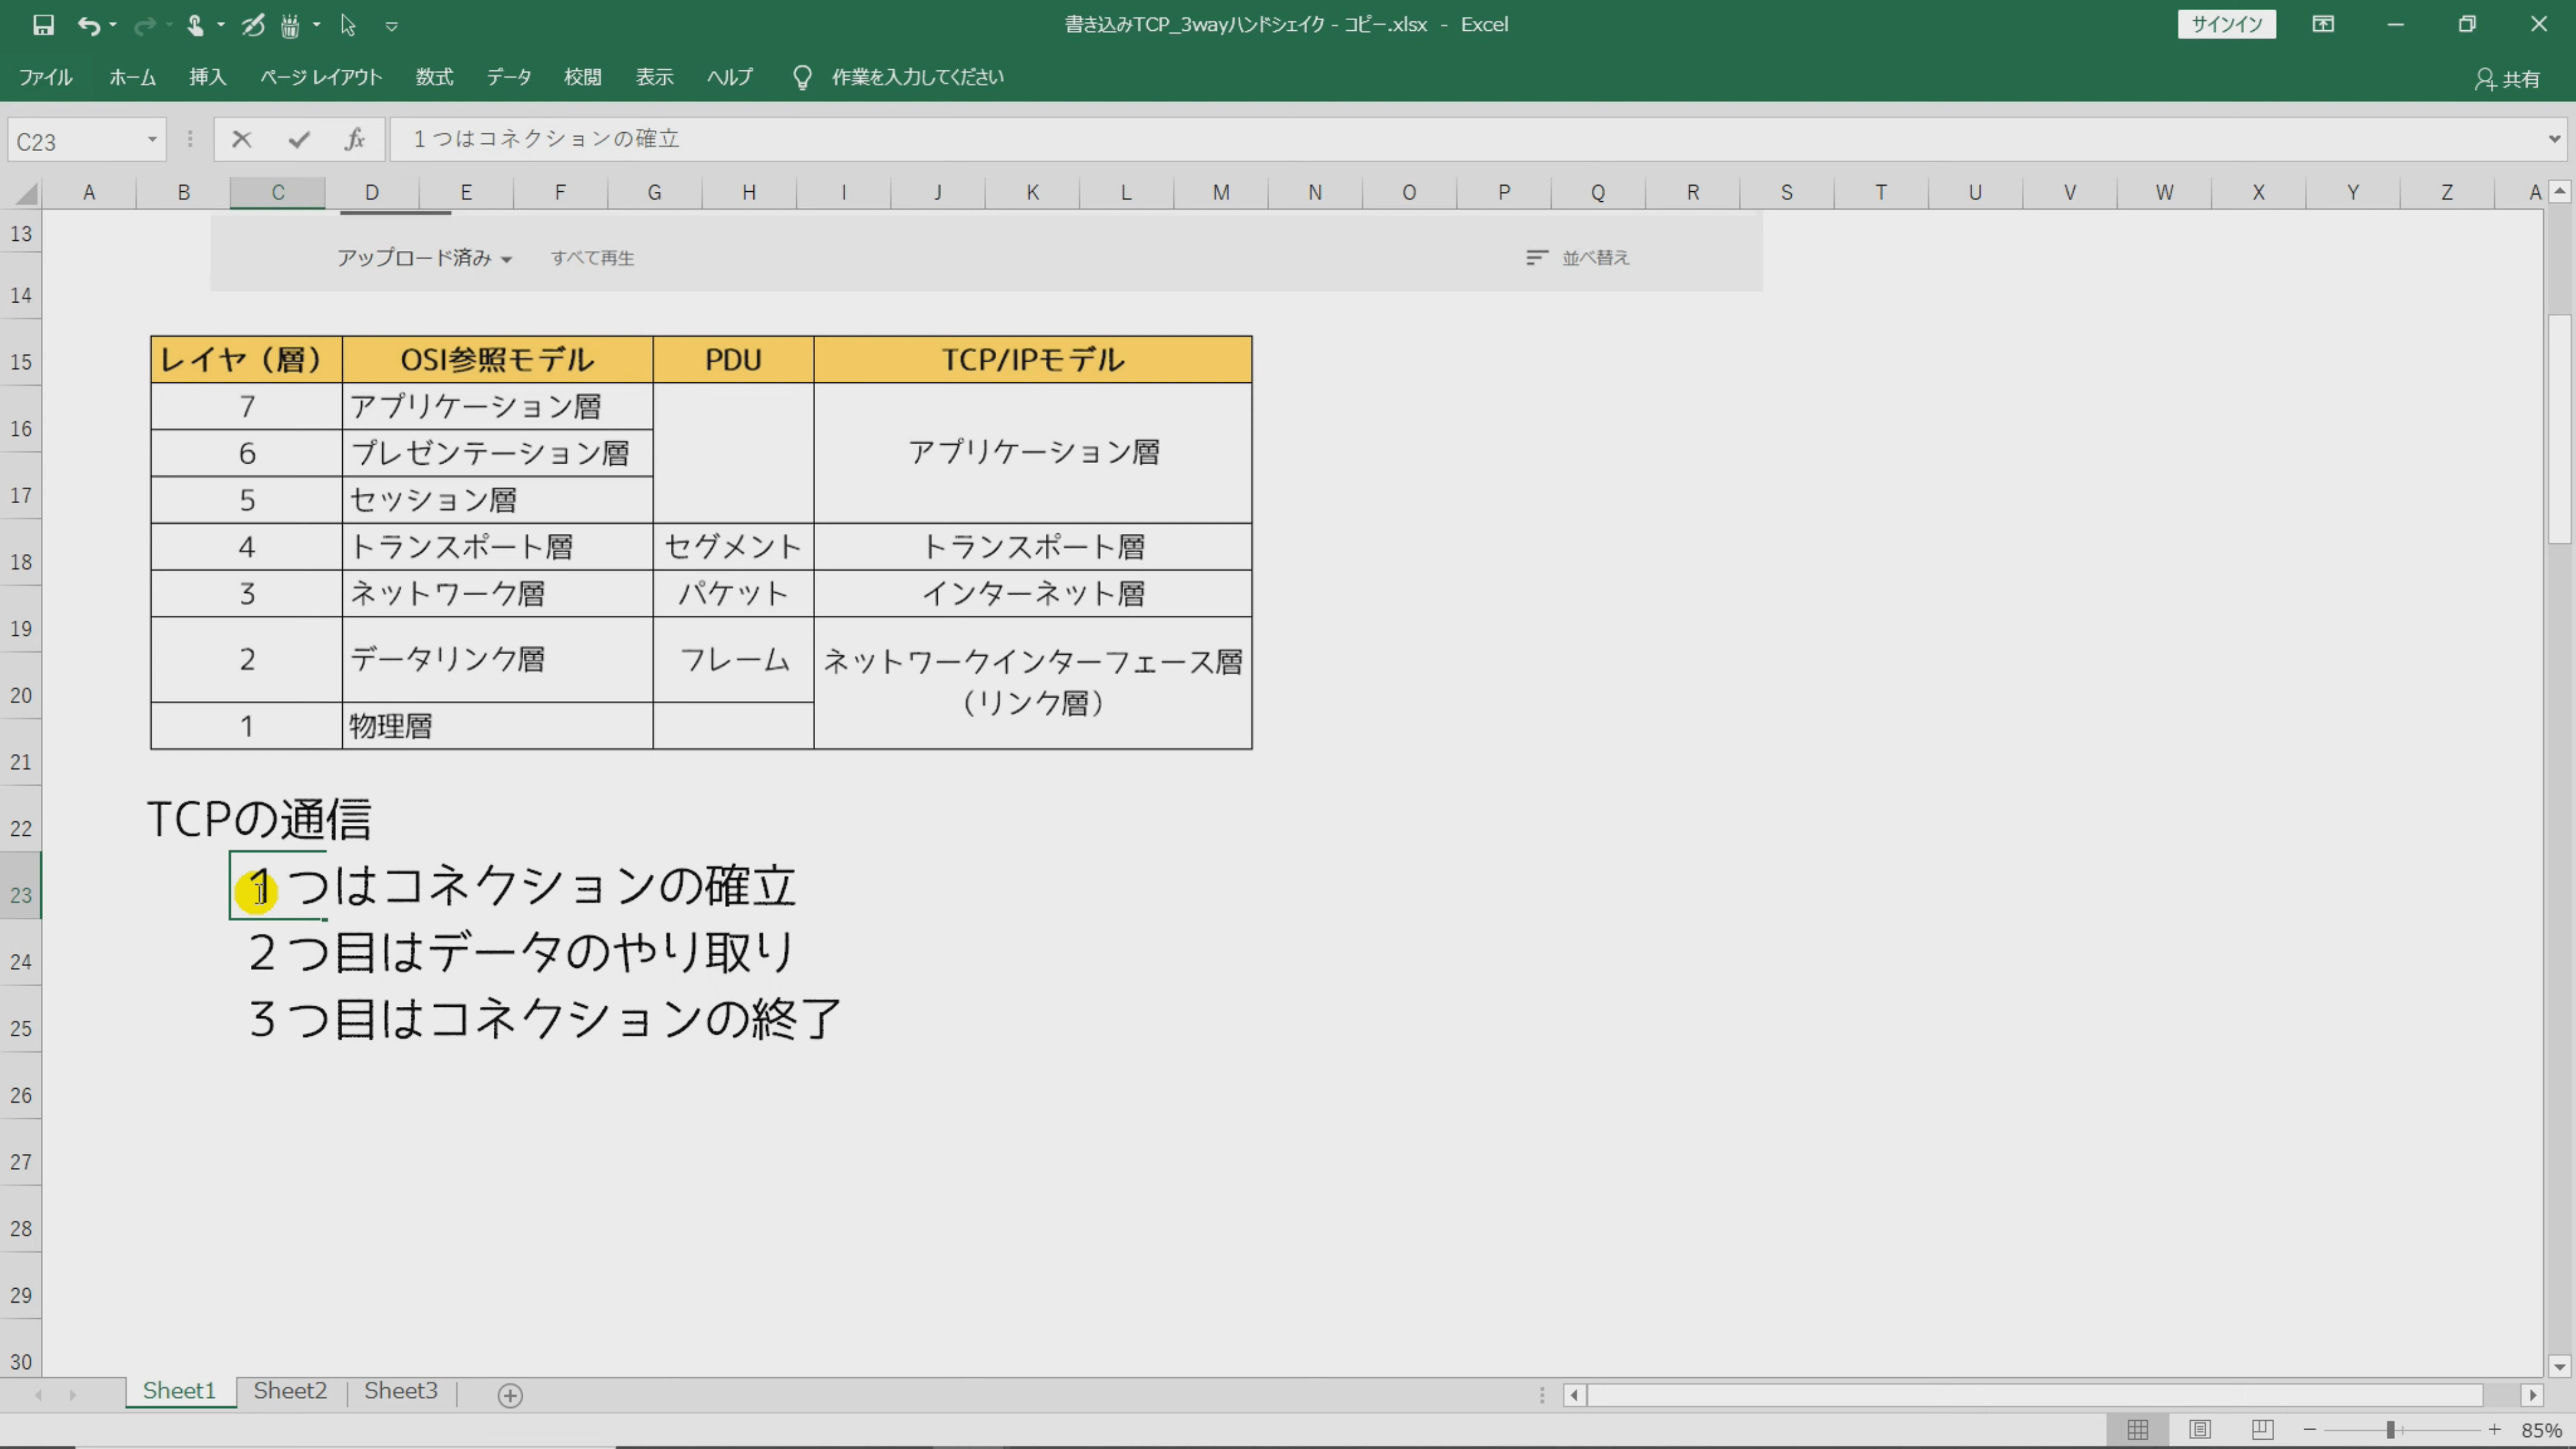 書き込みTCP_3wayハンドシェイク - コピー.xlsx - Excel
サインイン
ファイル ホーム 挿入 ページ レイアウト 数式 データ 校閲 表示 ヘルプ 作業を入力してください 共有
C23 fx １つはコネクションの確立
A B C D E F G H I J K L M N O P Q R S T U V W X Y Z A
13
アップロード済み すべて再生 並べ替え
14
15
レイヤ（層） OSI参照モデル PDU TCP/IPモデル
7 アプリケーション層
16
6 プレゼンテーション層 アプリケーション層
17
5 セッション層
4 トランスポート層 セグメント トランスポート層
18
3 ネットワーク層 パケット インターネット層
19
2 データリンク層 フレーム ネットワークインターフェース層
20
（リンク層）
1 物理層
21
22 TCPの通信
23 １つはコネクションの確立
24 ２つ目はデータのやり取り
25 ３つ目はコネクションの終了
26
27
28
29
30
Sheet1 Sheet2 Sheet3
85%